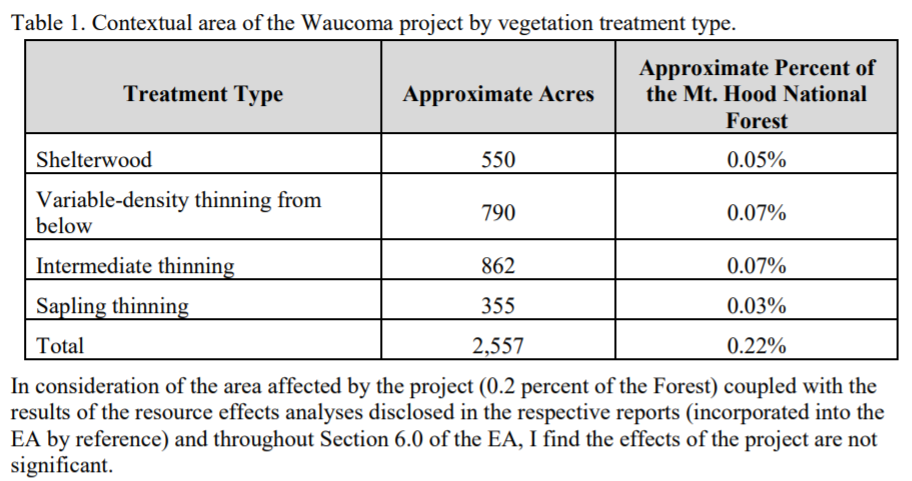 Table 1. Contextual area of the Waucoma project by vegetation treatment type.
Treatment Type Approximate Acres Approximate Percent of
the Mt. Hood National
Forest
Shelterwood 550 0.05%
Variable-density thinning from
below 790 0.07%
Intermediate thinning 862 0.07%
Sapling thinning 355 0.03%
Total 2,557 0.22%
In consideration of the area affected by the project (0.2 percent of the Forest) coupled with the
results of the resource effects analyses disclosed in the respective reports (incorporated into the
EA by reference) and throughout Section 6.0 of the EA, I find the effects of the project are not
significant.